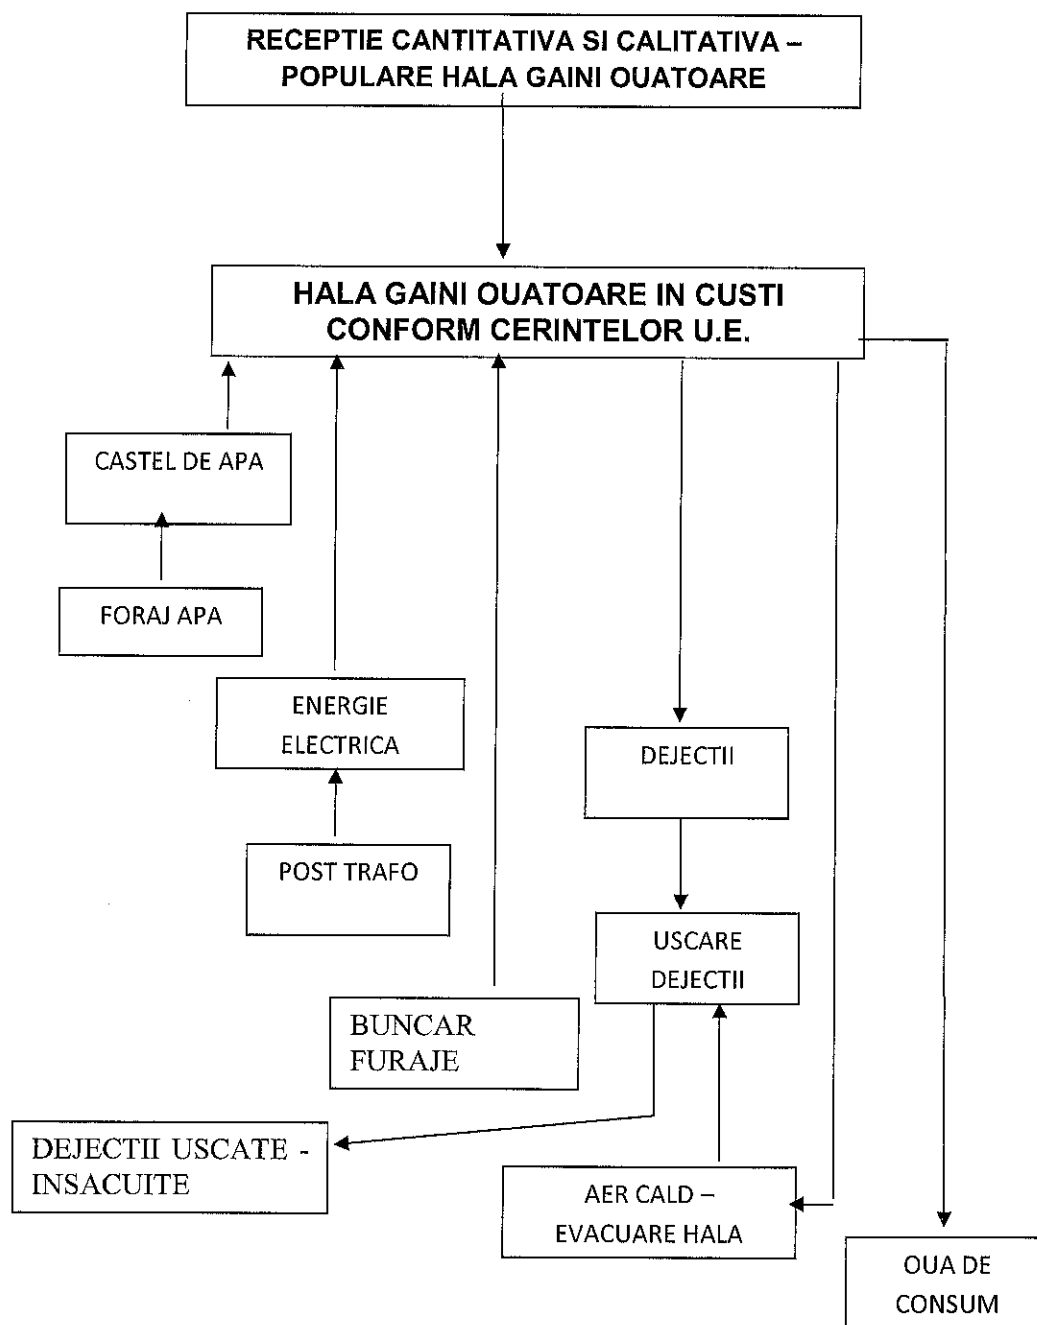 RECEPTIE CANTITATIVA SI CALITATIVA –
POPULARE HALA GAINI OUATOARE
HALA GAINI OUATOARE IN CUSTI
CONFORM CERINTELOR U.E.
CASTEL DE APA
FORAJ APA
ENERGIE
ELECTRICA
DEJECTII
POST TRAFO
USCARE
DEJECTII
BUNCAR
FURAJE
DEJECTII USCATE -
INSACUITE
AER CALD –
EVACUARE HALA
OUA DE
CONSUM